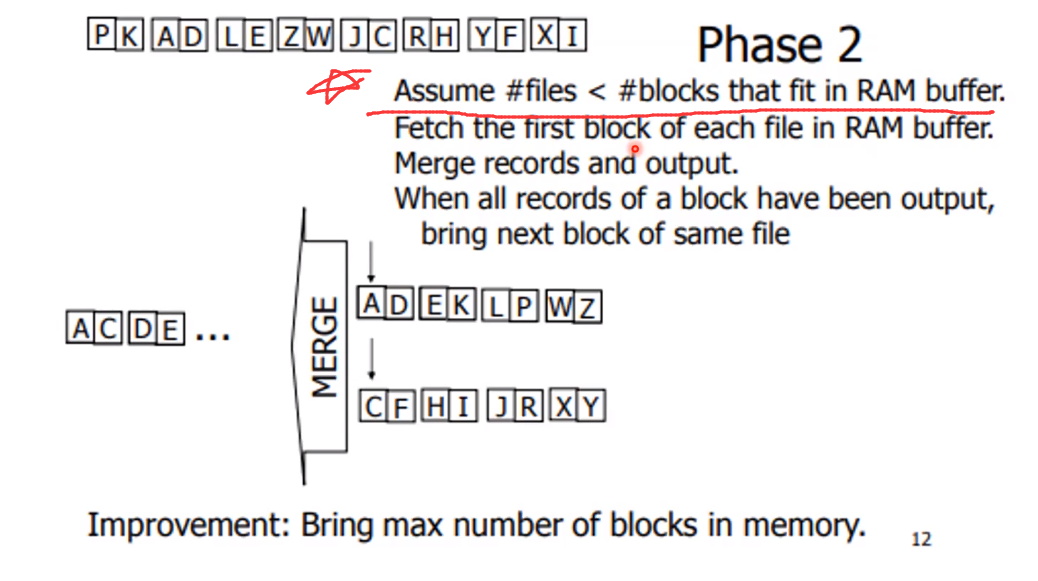 PK AD LE ZW JC RH YF XI
Phase 2
Assume #files < #blocks that fit in RAM buffer.
Fetch the first block of each file in RAM buffer.
Merge records and output.
When all records of a block have been output,
bring next block of same file
ACDE ...
MERGE
AD EK LP WZ
CF HI JR XY
Improvement: Bring max number of blocks in memory.
12